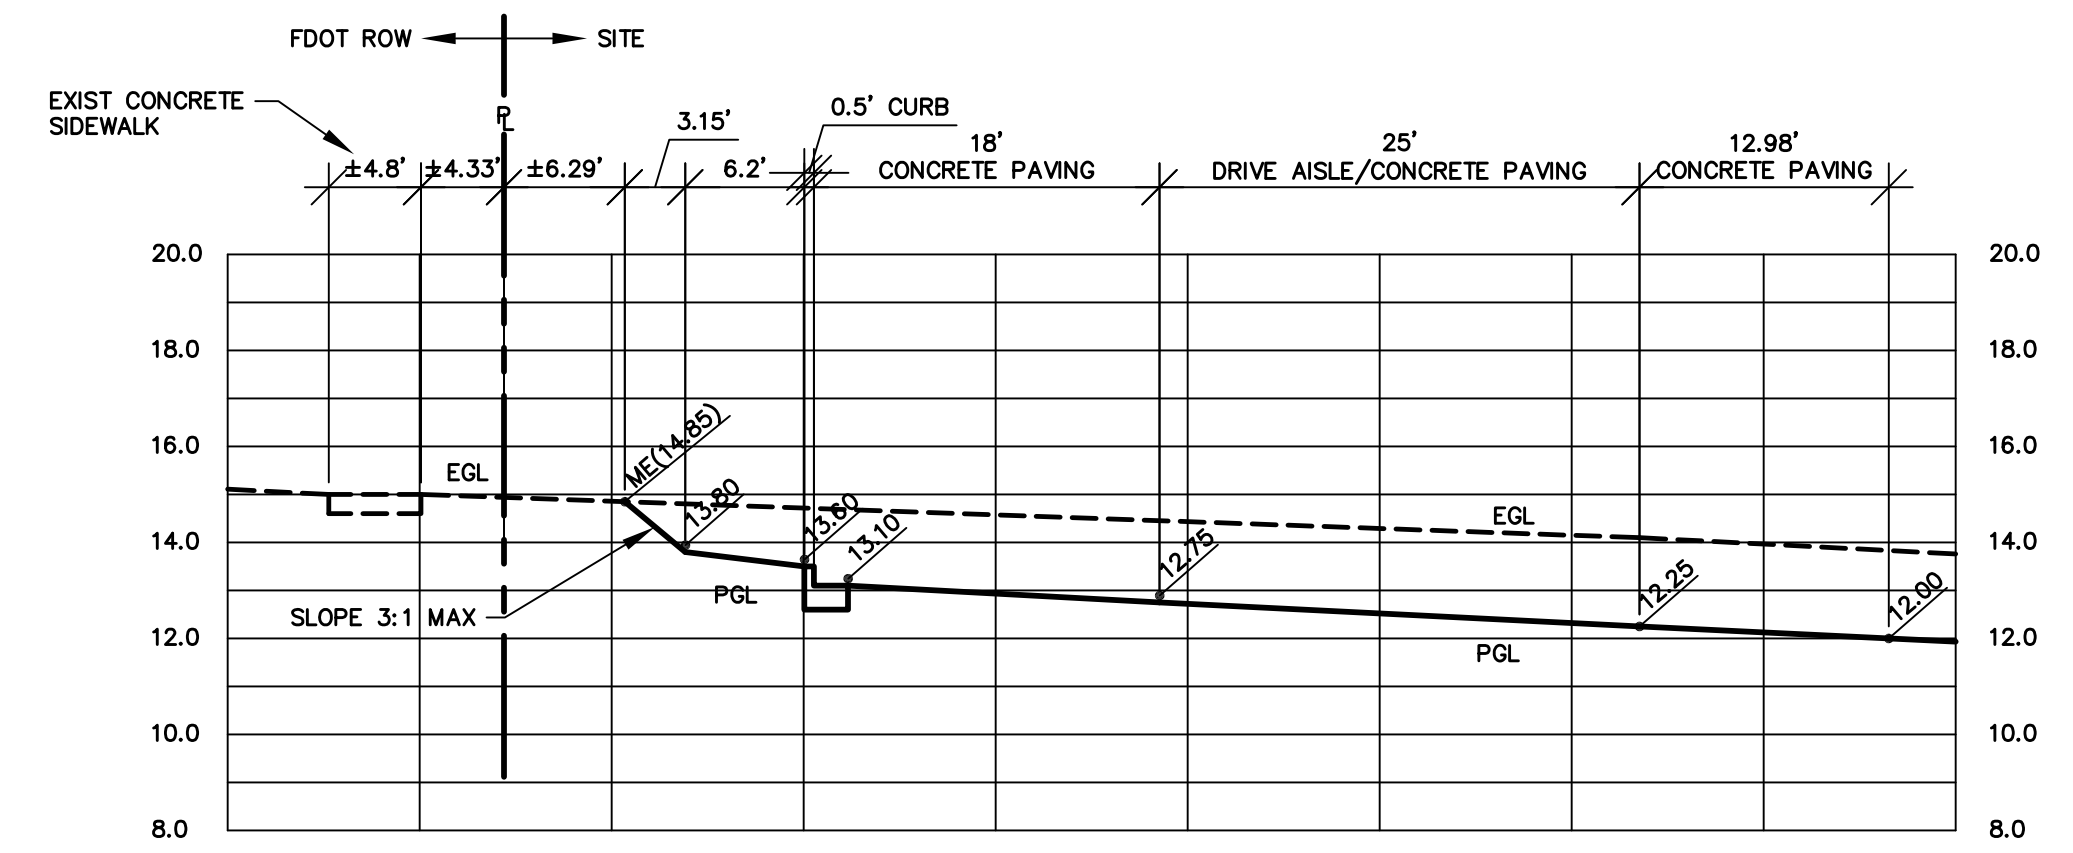 FDOT ROW
SITE
EXIST CONCRETE
SIDEWALK
PL
±4.8'
±4.33'
±6.29'
3.15'
6.2'
0.5' CURB
18'
CONCRETE PAVING
25'
DRIVE AISLE/CONCRETE PAVING
12.98'
CONCRETE PAVING
20.0
20.0
18.0
18.0
16.0
16.0
ME(14.85)
EGL
13.80
13.60
13.10
EGL
14.0
14.0
12.75
12.25
12.00
PGL
SLOPE 3:1 MAX
12.0
12.0
PGL
10.0
10.0
8.0
8.0